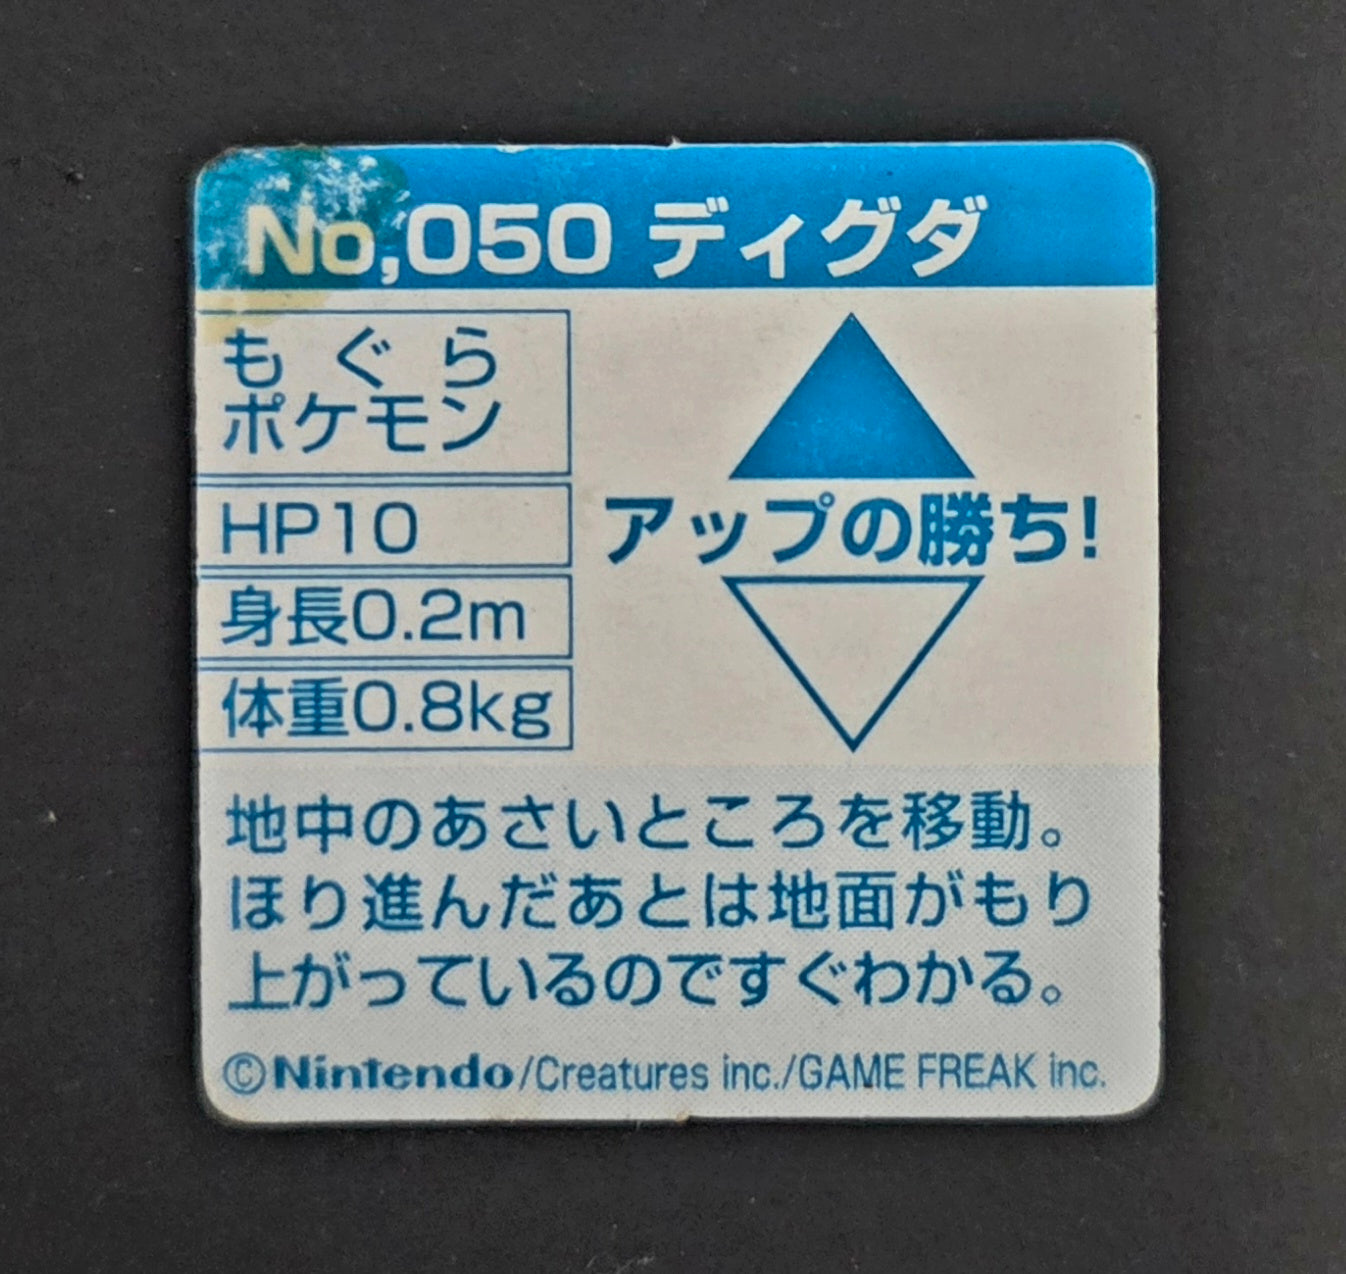 No,050 ディグダ
もぐら
ポケモン
HP10
身長0.2m
体重0.8kg
アップの勝ち!
地中のあさいところを移動。
ほり進んだあとは地面がもり
上がっているのですぐわかる。
©Nintendo/Creatures inc./GAME FREAK inc.